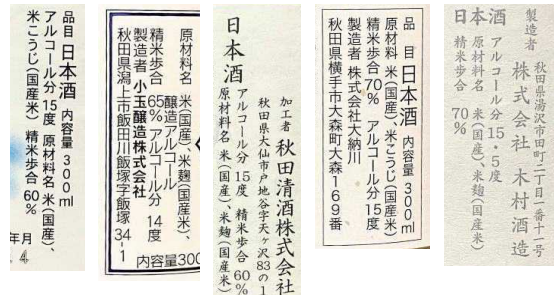 品目 日本酒 内容量 300ml
アルコール分 15度 原材料名 米(国産)、
米こうじ(国産米) 精米歩合 60%
年月
4
原材料名 米(国産)、米麹(国産米)、
醸造アルコール
精米歩合 65% アルコール分 14度
製造者 小玉醸造株式会社
秋田県潟上市飯田川飯塚字飯塚34-1
内容量300
日本酒
加工者 秋田清酒株式会社
秋田県大仙市戸地谷字天ヶ沢83の1
アルコール分 15度 精米歩合 60%
原材料名 米(国産)、米麹(国産米)
品目 日本酒 内容量 300ml
原材料 米(国産) 米こうじ(国産米)
精米歩合 70% アルコール分 15度
製造者 株式会社大納川
秋田県横手市大森町大森169番
日本酒
製造者
秋田県湯沢市田町二丁目一番十一号
株式会社 木村酒造
アルコール分 15・5度
原材料名 米(国産)、米麹(国産米)
精米歩合 70%